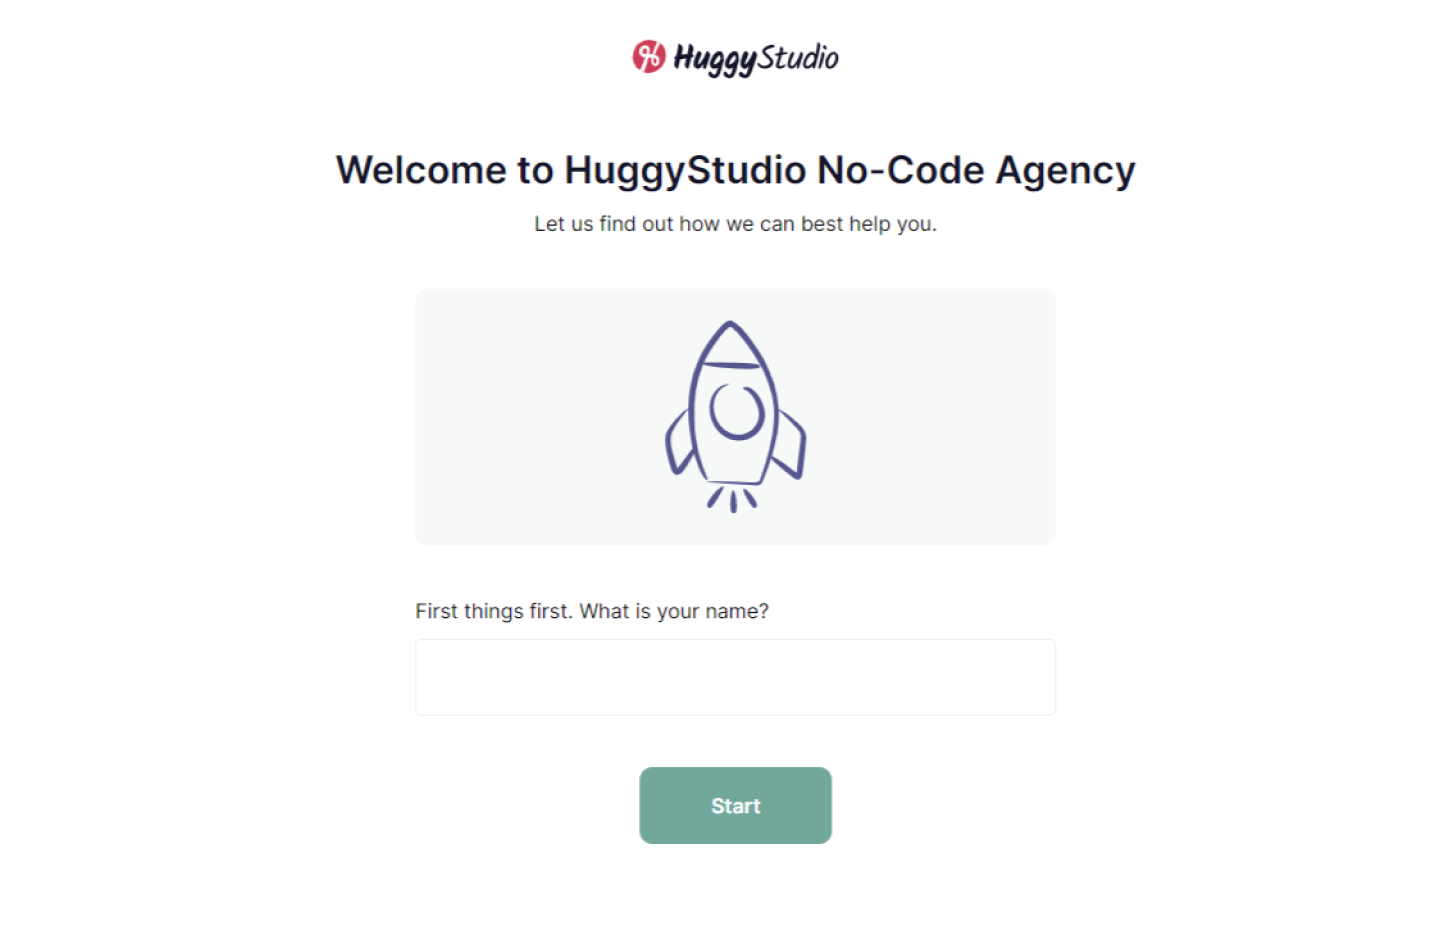 HuggyStudio
Welcome to HuggyStudio No-Code Agency
Let us find out how we can best help you.
First things first. What is your name?
Start